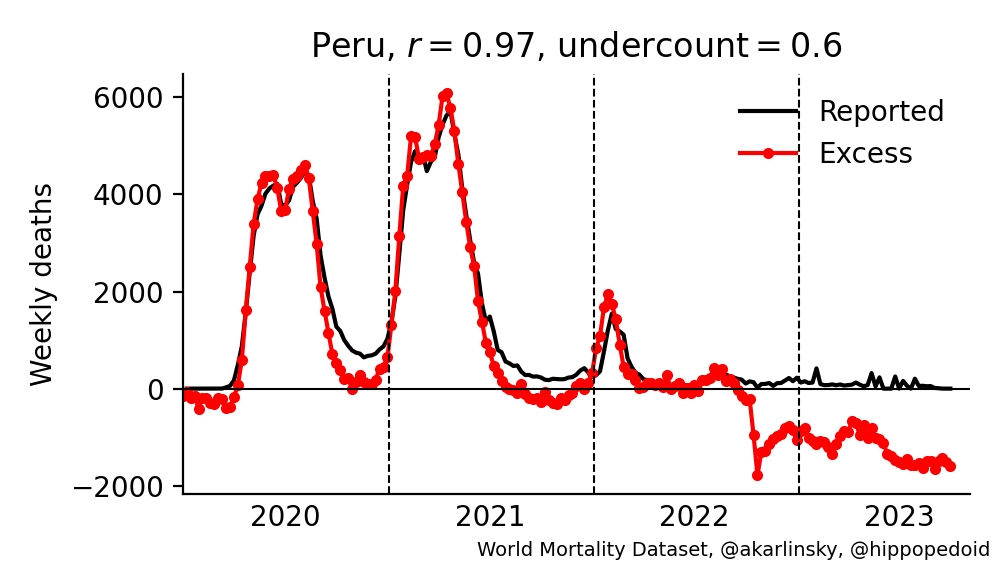 Peru, r = 0.97, undercount = 0.6
Reported
Excess
Weekly deaths
6000
4000
2000
0
−2000
2020 2021 2022 2023
World Mortality Dataset, @akarlinsky, @hippopedoid